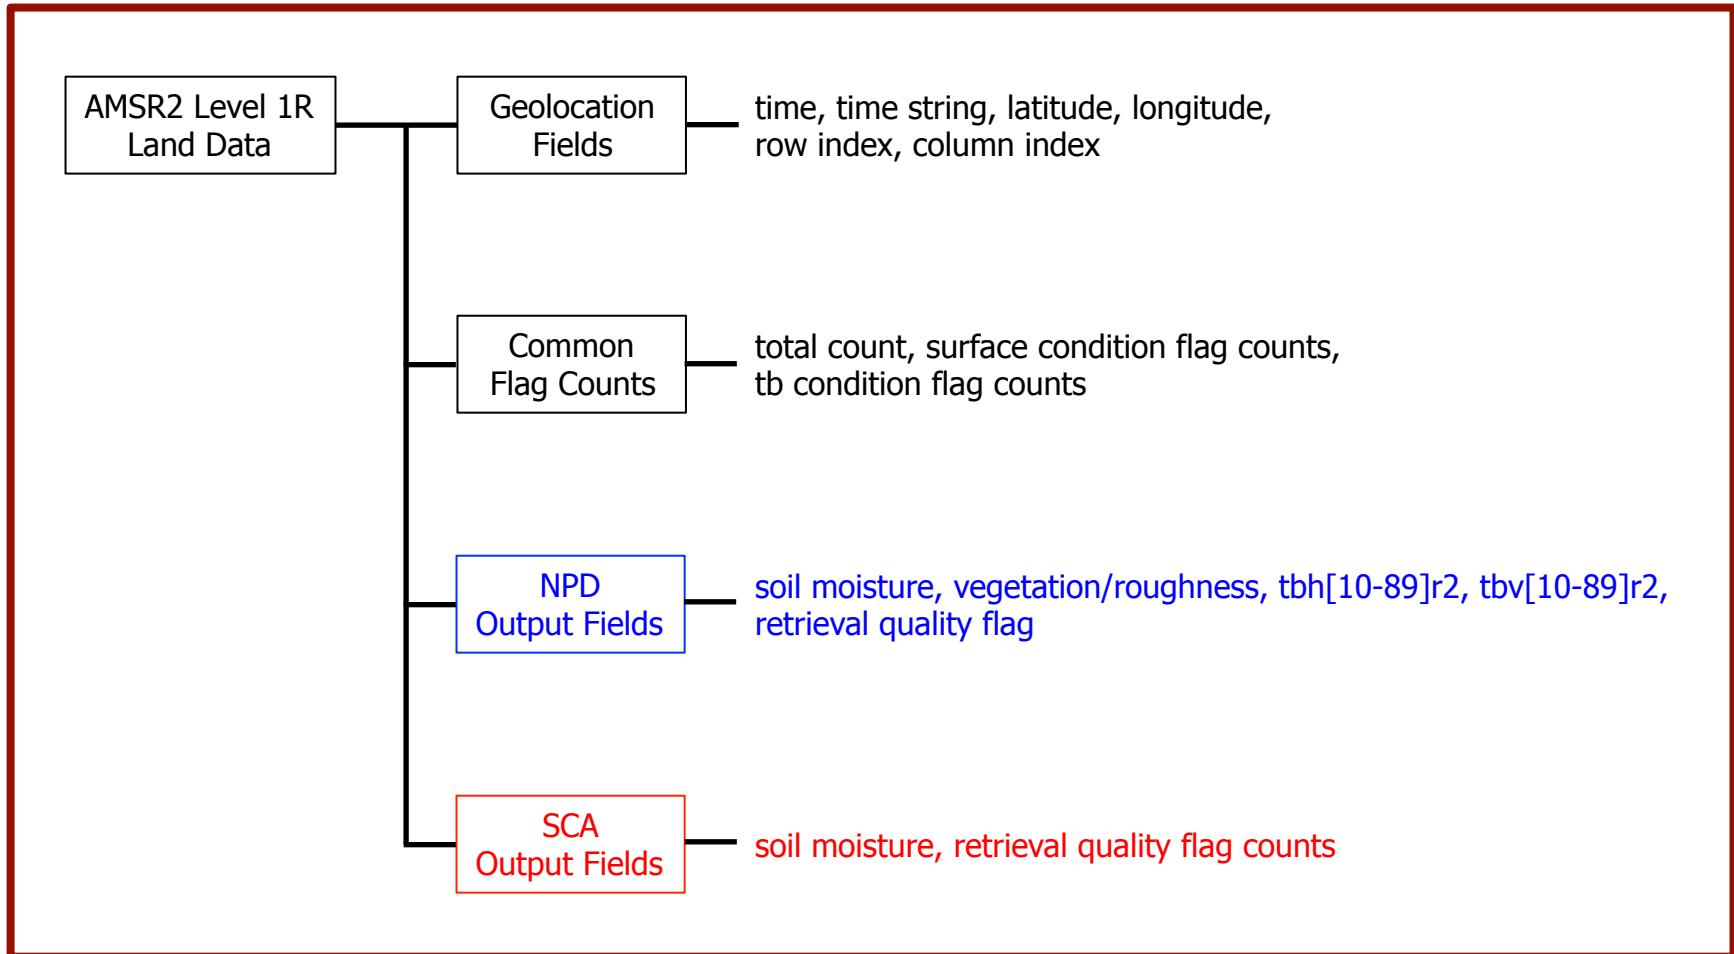 AMSR2 Level 1R
Land Data
Geolocation
Fields
time, time string, latitude, longitude,
row index, column index
Common
Flag Counts
total count, surface condition flag counts,
tb condition flag counts
NPD
Output Fields
soil moisture, vegetation/roughness, tbh[10-89]r2, tbv[10-89]r2,
retrieval quality flag
SCA
Output Fields
soil moisture, retrieval quality flag counts